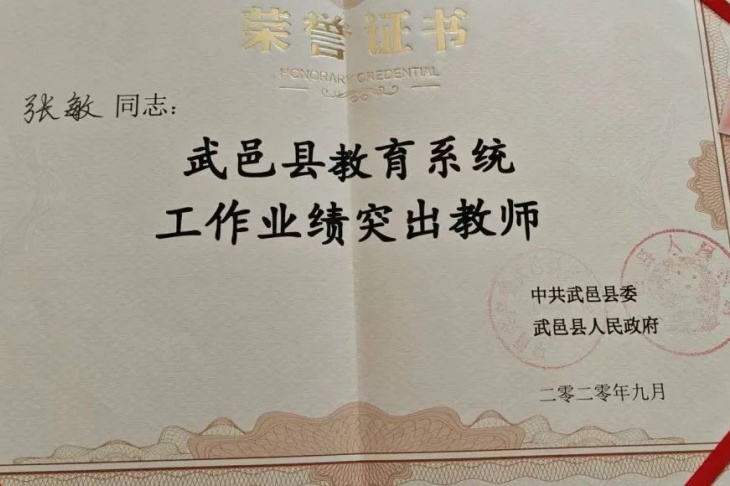 荣誉证书
HONORARY CREDENTIAL
张敏 同志：
武邑县教育系统
工作业绩突出教师
中共武邑县委
武邑县人民政府
二零二零年九月